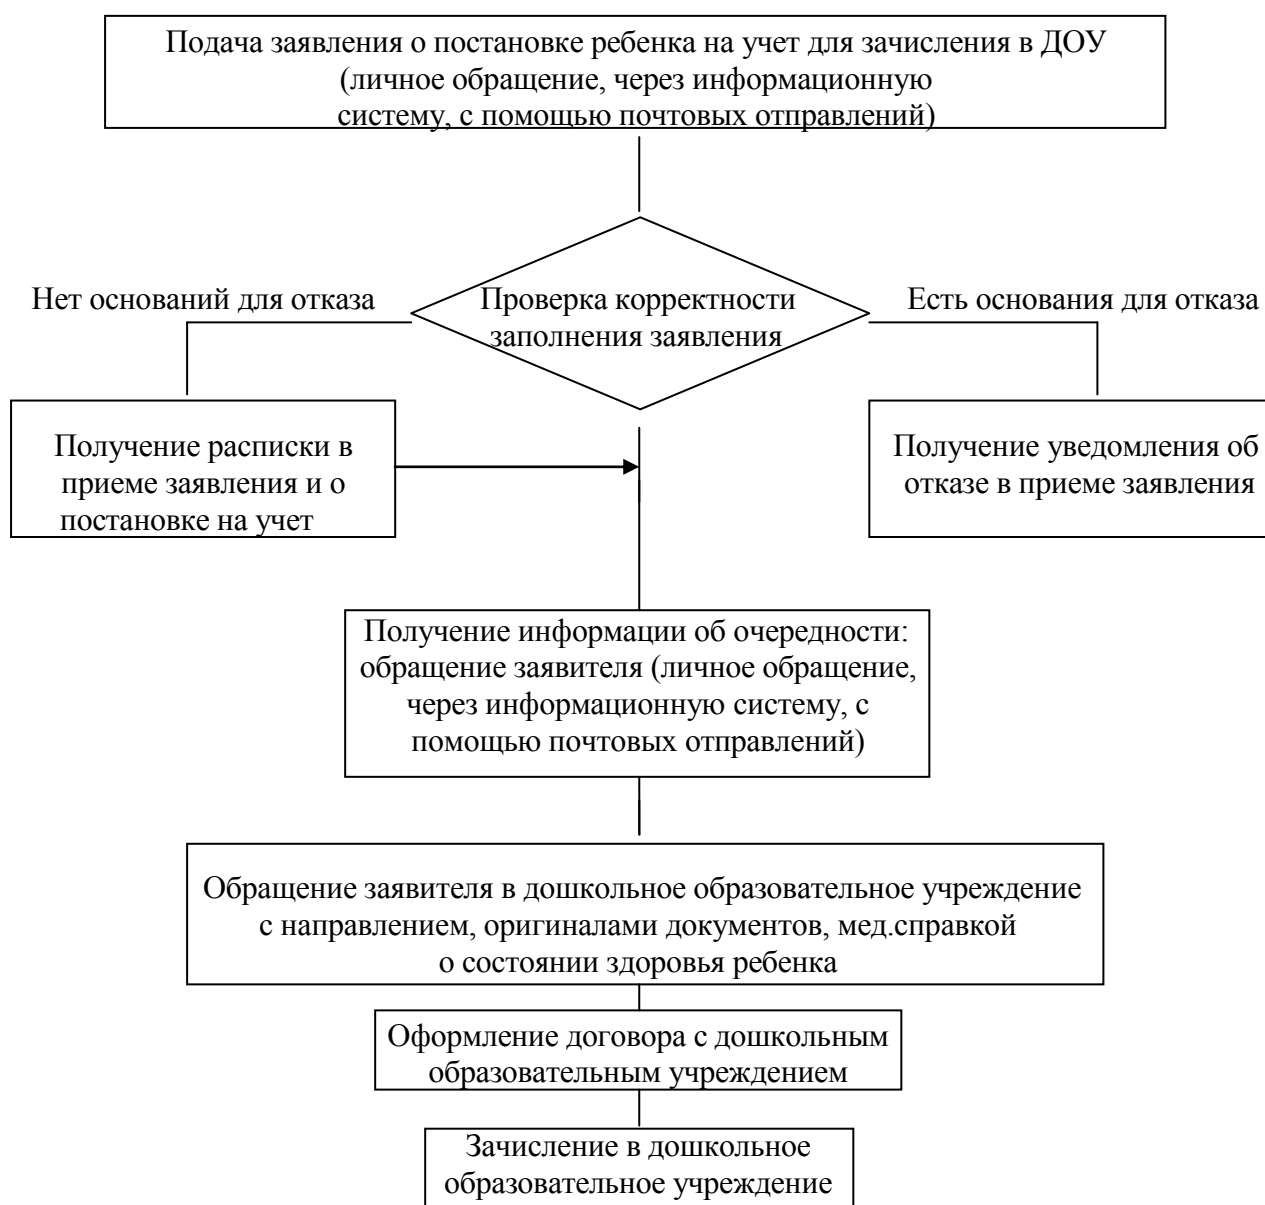 Подача заявления о постановке ребенка на учет для зачисления в ДОУ
(личное обращение, через информационную
систему, с помощью почтовых отправлений)
Нет оснований для отказа
Проверка корректности
заполнения заявления
Есть основания для отказа
Получение расписки в
приеме заявления и о
постановке на учет
Получение уведомления об
отказе в приеме заявления
Получение информации об очередности:
обращение заявителя (личное обращение,
через информационную систему, с
помощью почтовых отправлений)
Обращение заявителя в дошкольное образовательное учреждение
с направлением, оригиналами документов, мед.справкой
о состоянии здоровья ребенка
Оформление договора с дошкольным
образовательным учреждением
Зачисление в дошкольное
образовательное учреждение